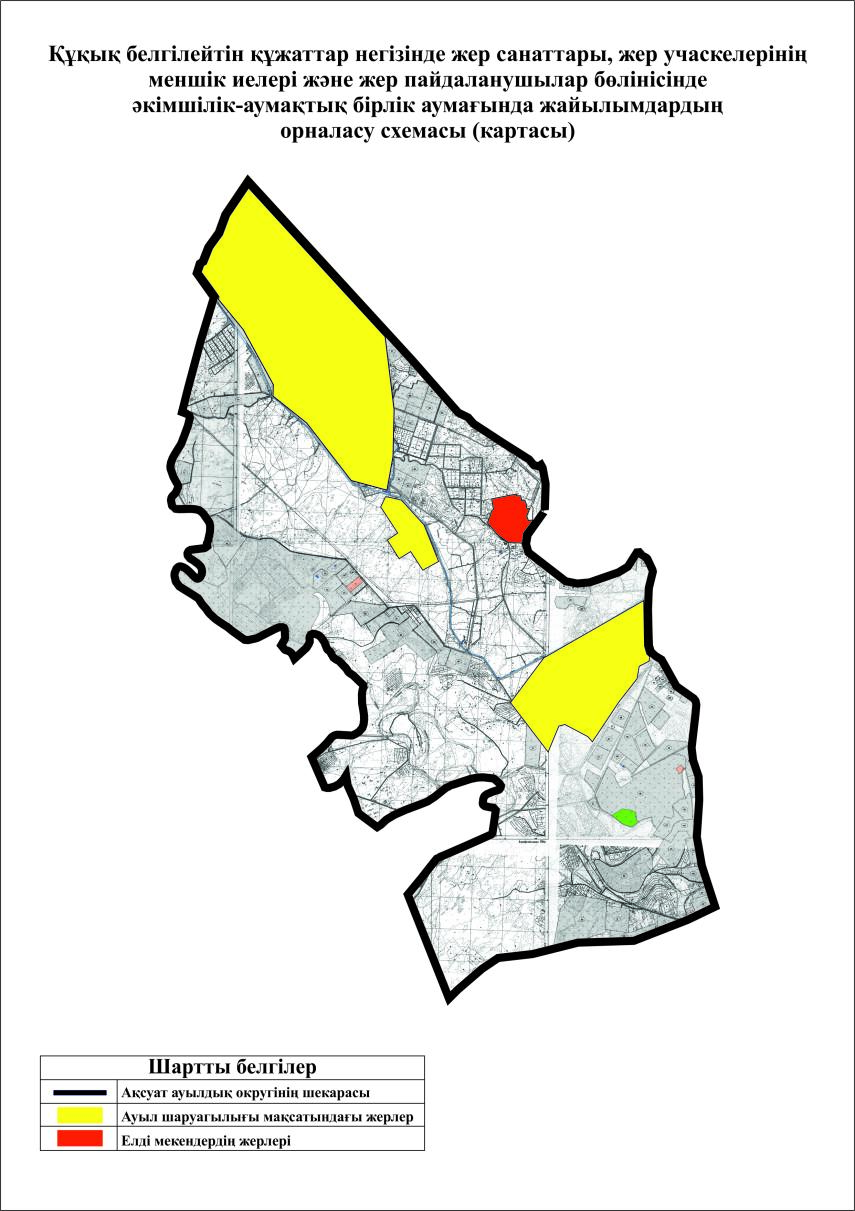 Құқық белгілейтін құжаттар негізінде жер санаттары, жер учаскелерінің
меншік иелері және жер пайдаланушылар бөлінісінде
әкімшілік-аумақтық бірлік аумағында жайылымдардың
орналасу схемасы (картасы)
Шартты белгілер
Ақсуат ауылдық округінің шекарасы
Ауыл шаруагылығы мақсатындағы жерлер
Елді мекендердің жерлері